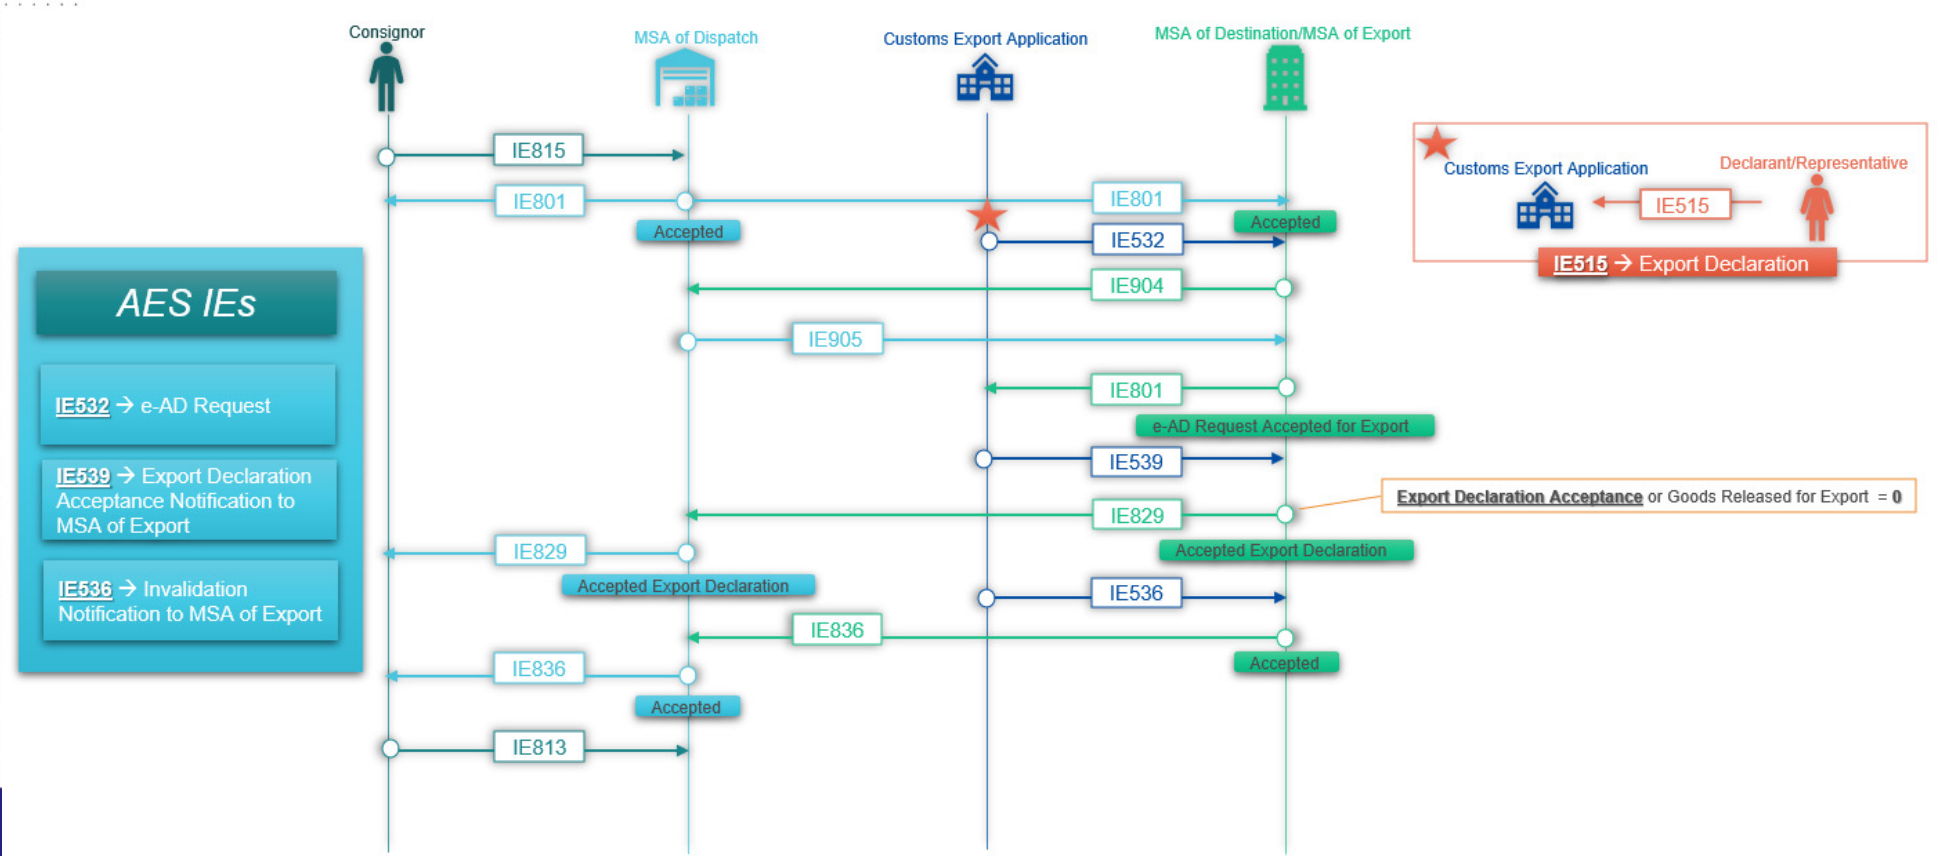 Consignor
MSA of Dispatch
Customs Export Application
MSA of Destination/MSA of Export
IE815
IE801
IE801
Accepted
Accepted
IE532
IE904
IE905
IE801
e-AD Request Accepted for Export
IE539
IE829
Export Declaration Acceptance or Goods Released for Export = 0
IE829
Accepted Export Declaration
Accepted Export Declaration
IE536
IE836
Accepted
IE836
Accepted
IE813
Customs Export Application
Declarant/Representative
IE515
IE515 → Export Declaration
AES IEs
IE532 → e-AD Request
IE539 → Export Declaration
Acceptance Notification to
MSA of Export
IE536 → Invalidation
Notification to MSA of Export